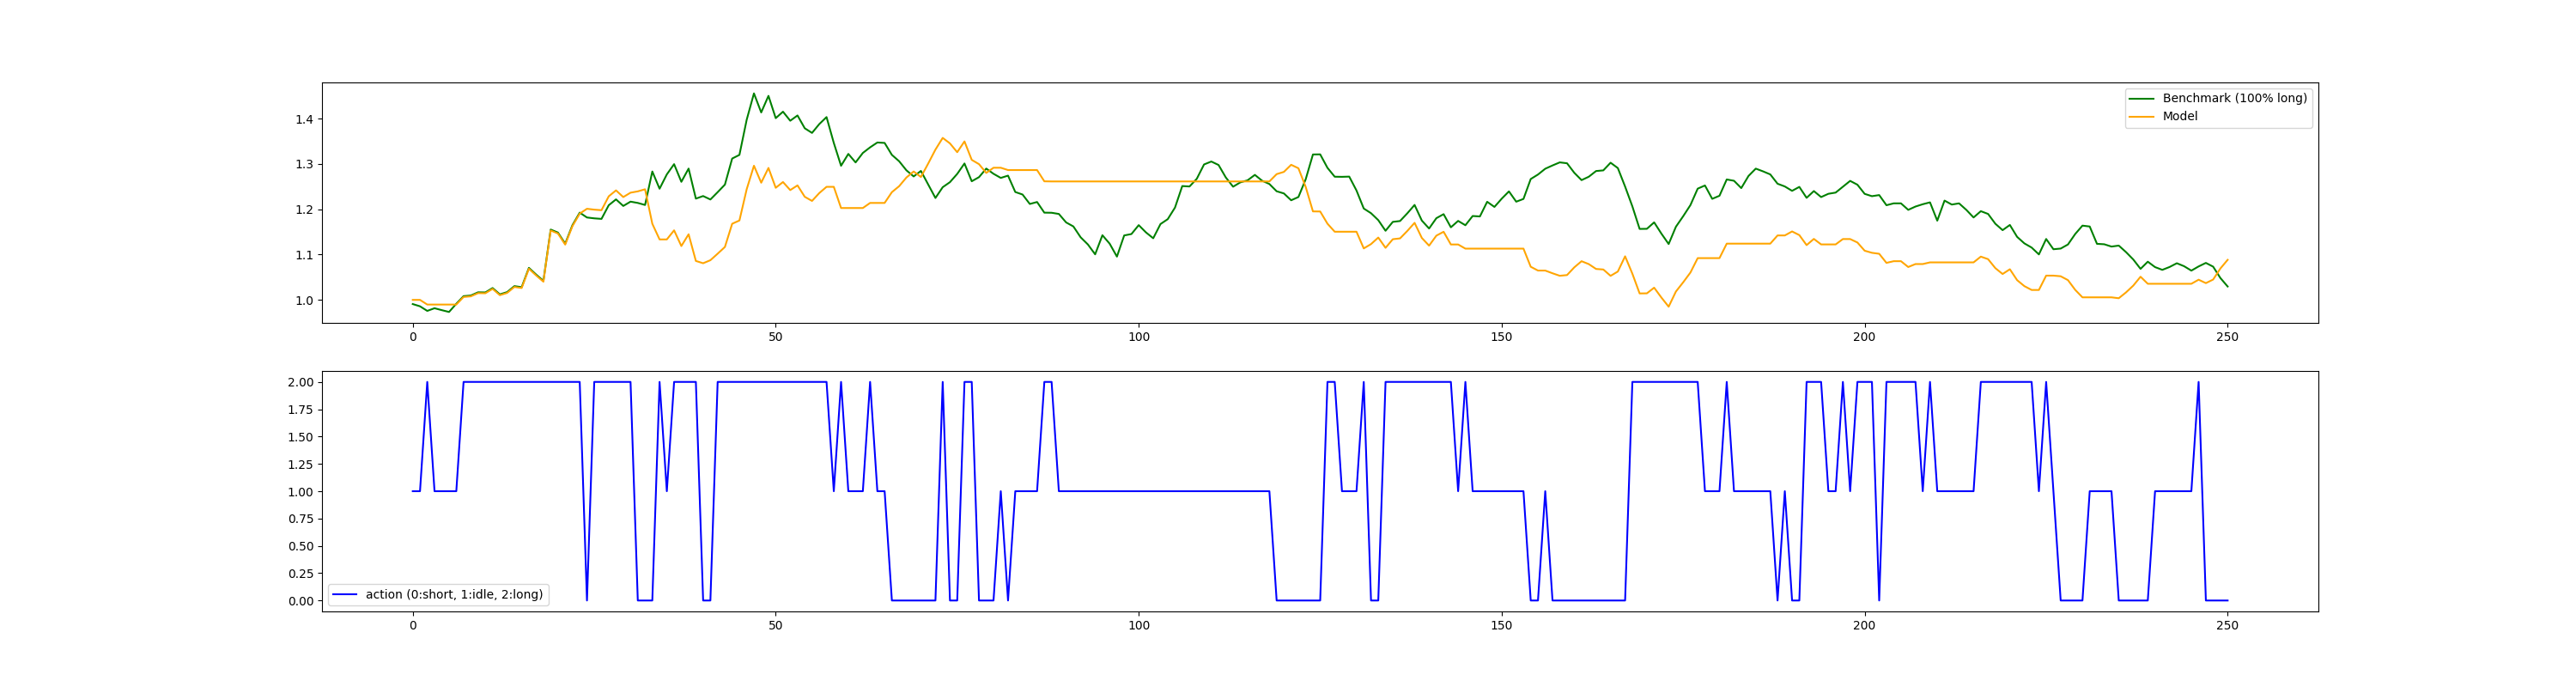 Benchmark (100% long)
Model
1.4
1.3
1.2
1.1
1.0
0 50 100 150 200 250
2.00
1.75
1.50
1.25
1.00
0.75
0.50
0.25
0.00
action (0:short, 1:idle, 2:long)
0 50 100 150 200 250